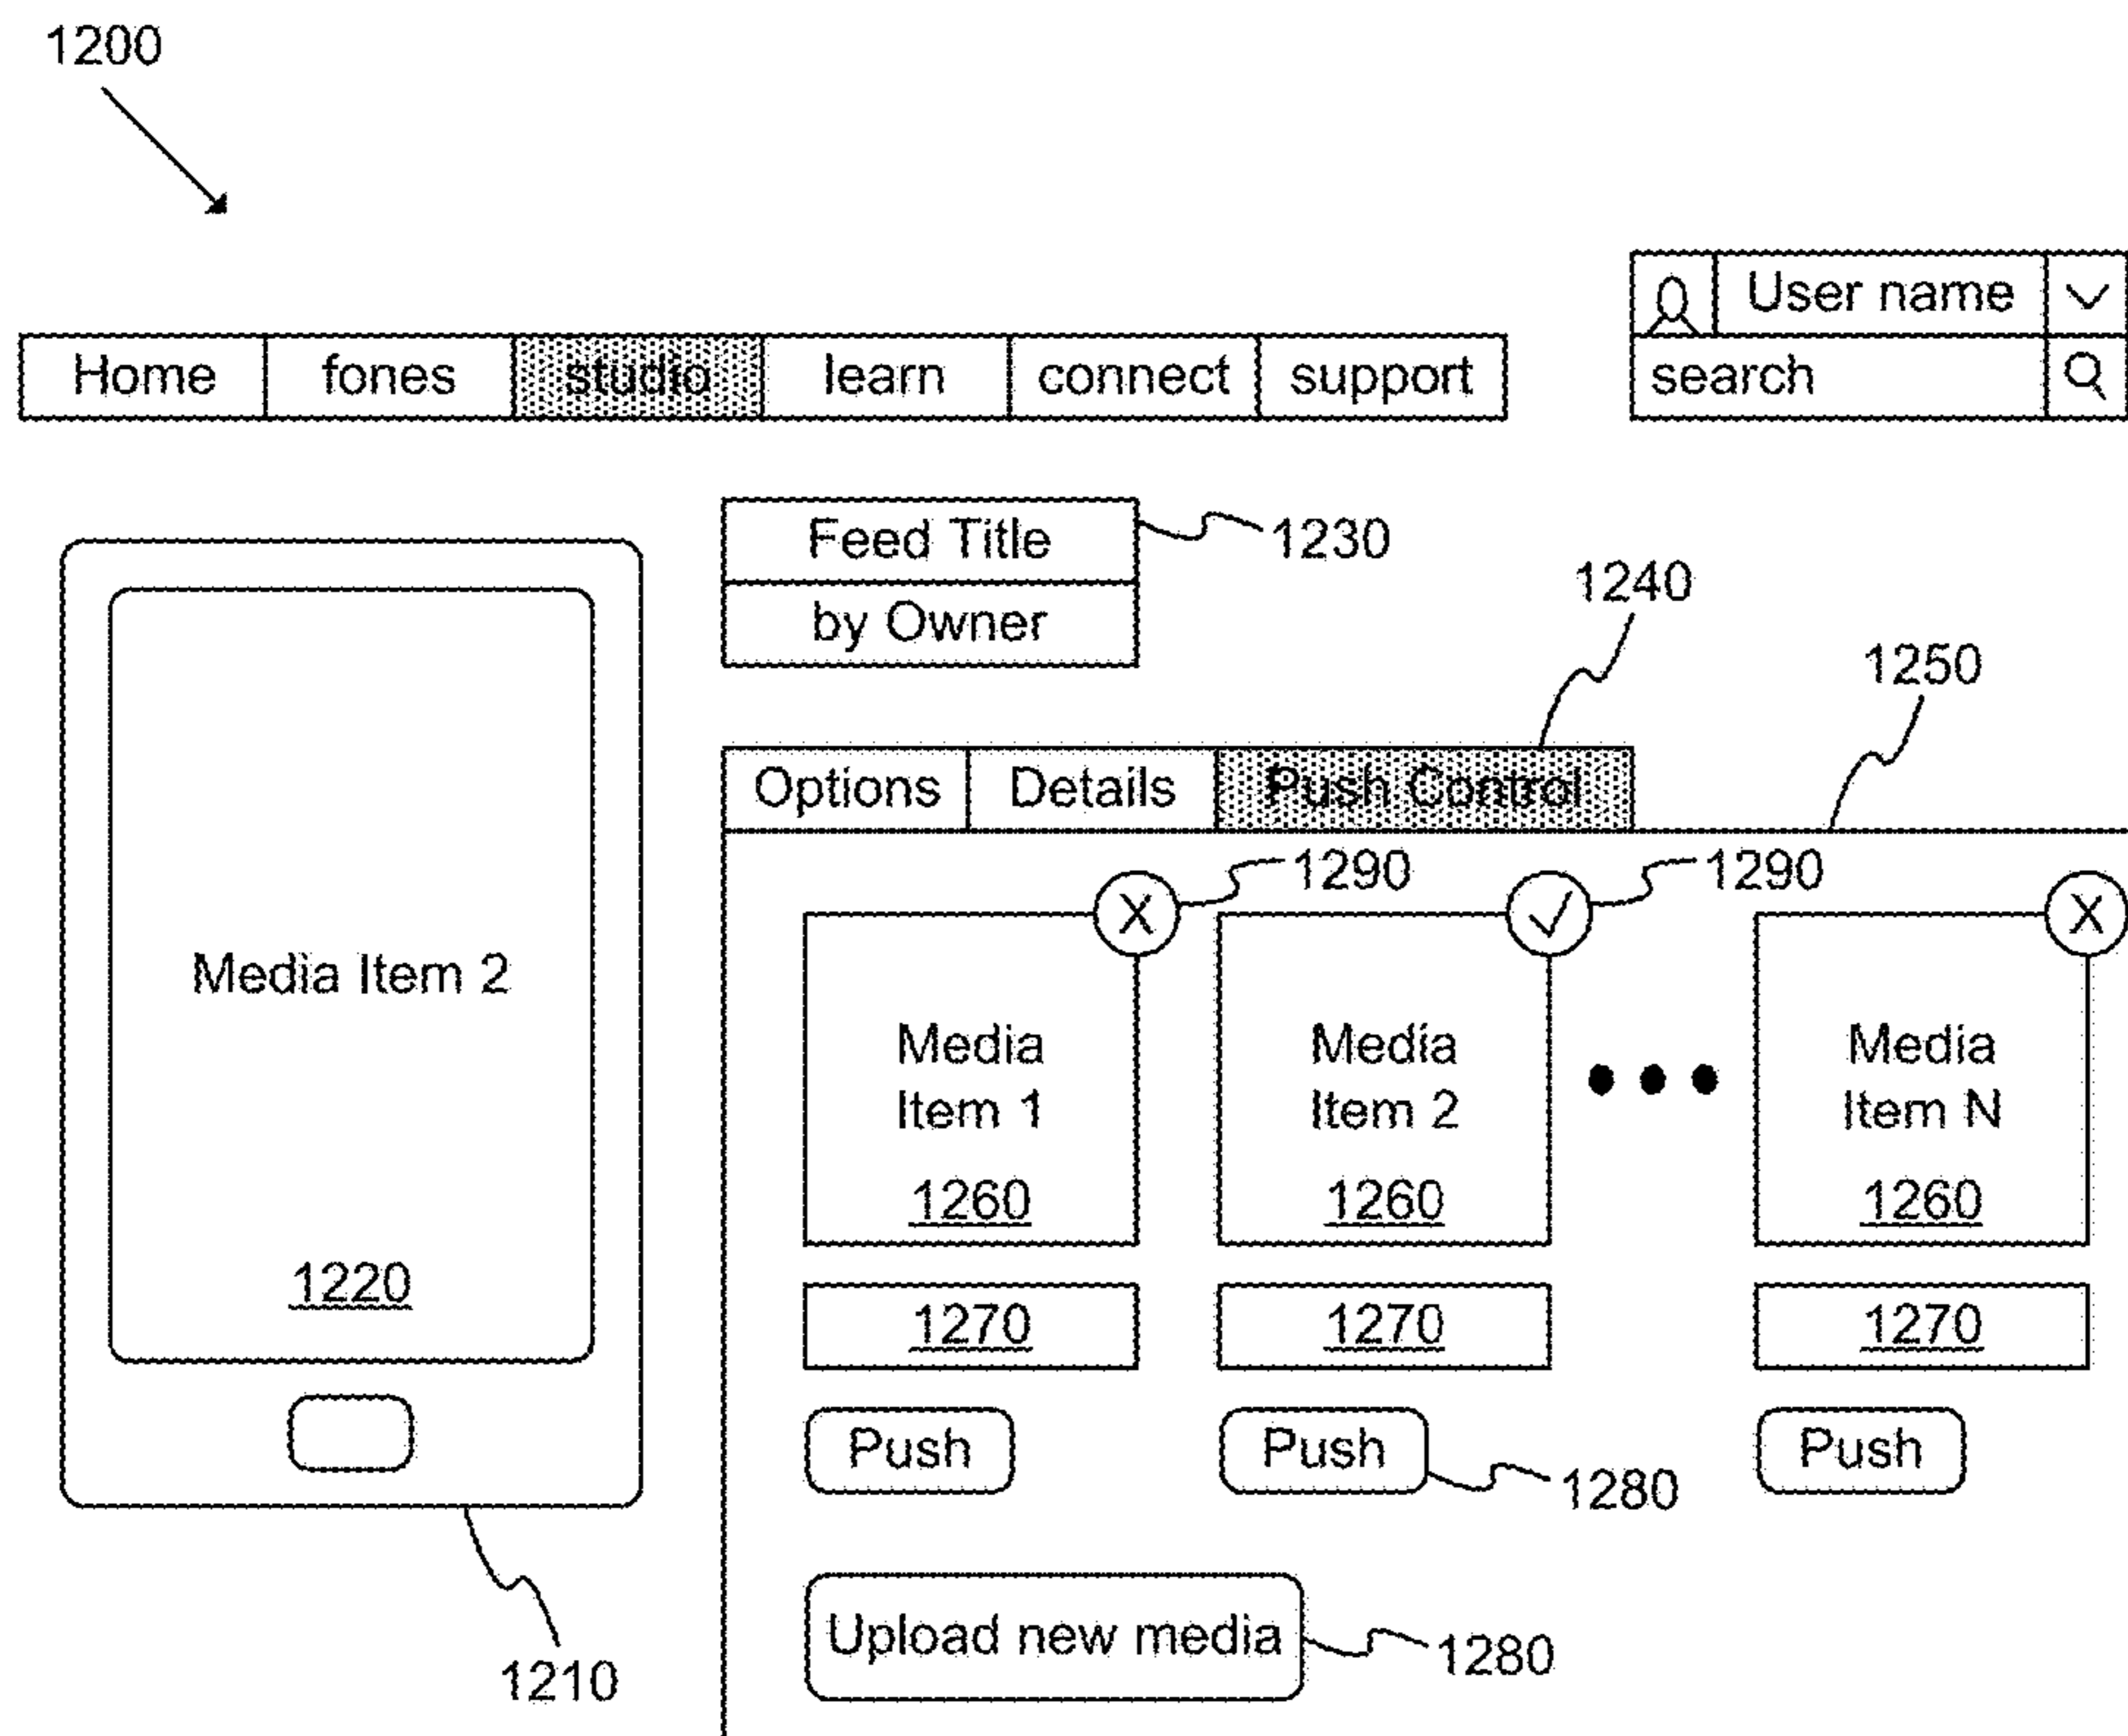 1200
User name
Home fones studio learn connect support
search
Feed Title
1230
by Owner
1240
1250
Options Details Push Control
1290 1290
X X
Media Item 2
1220
Media Item 1
1260
Media Item 2
1260
Media Item N
1260
1270 1270 1270
Push Push Push
1280
Upload new media
1280
1210